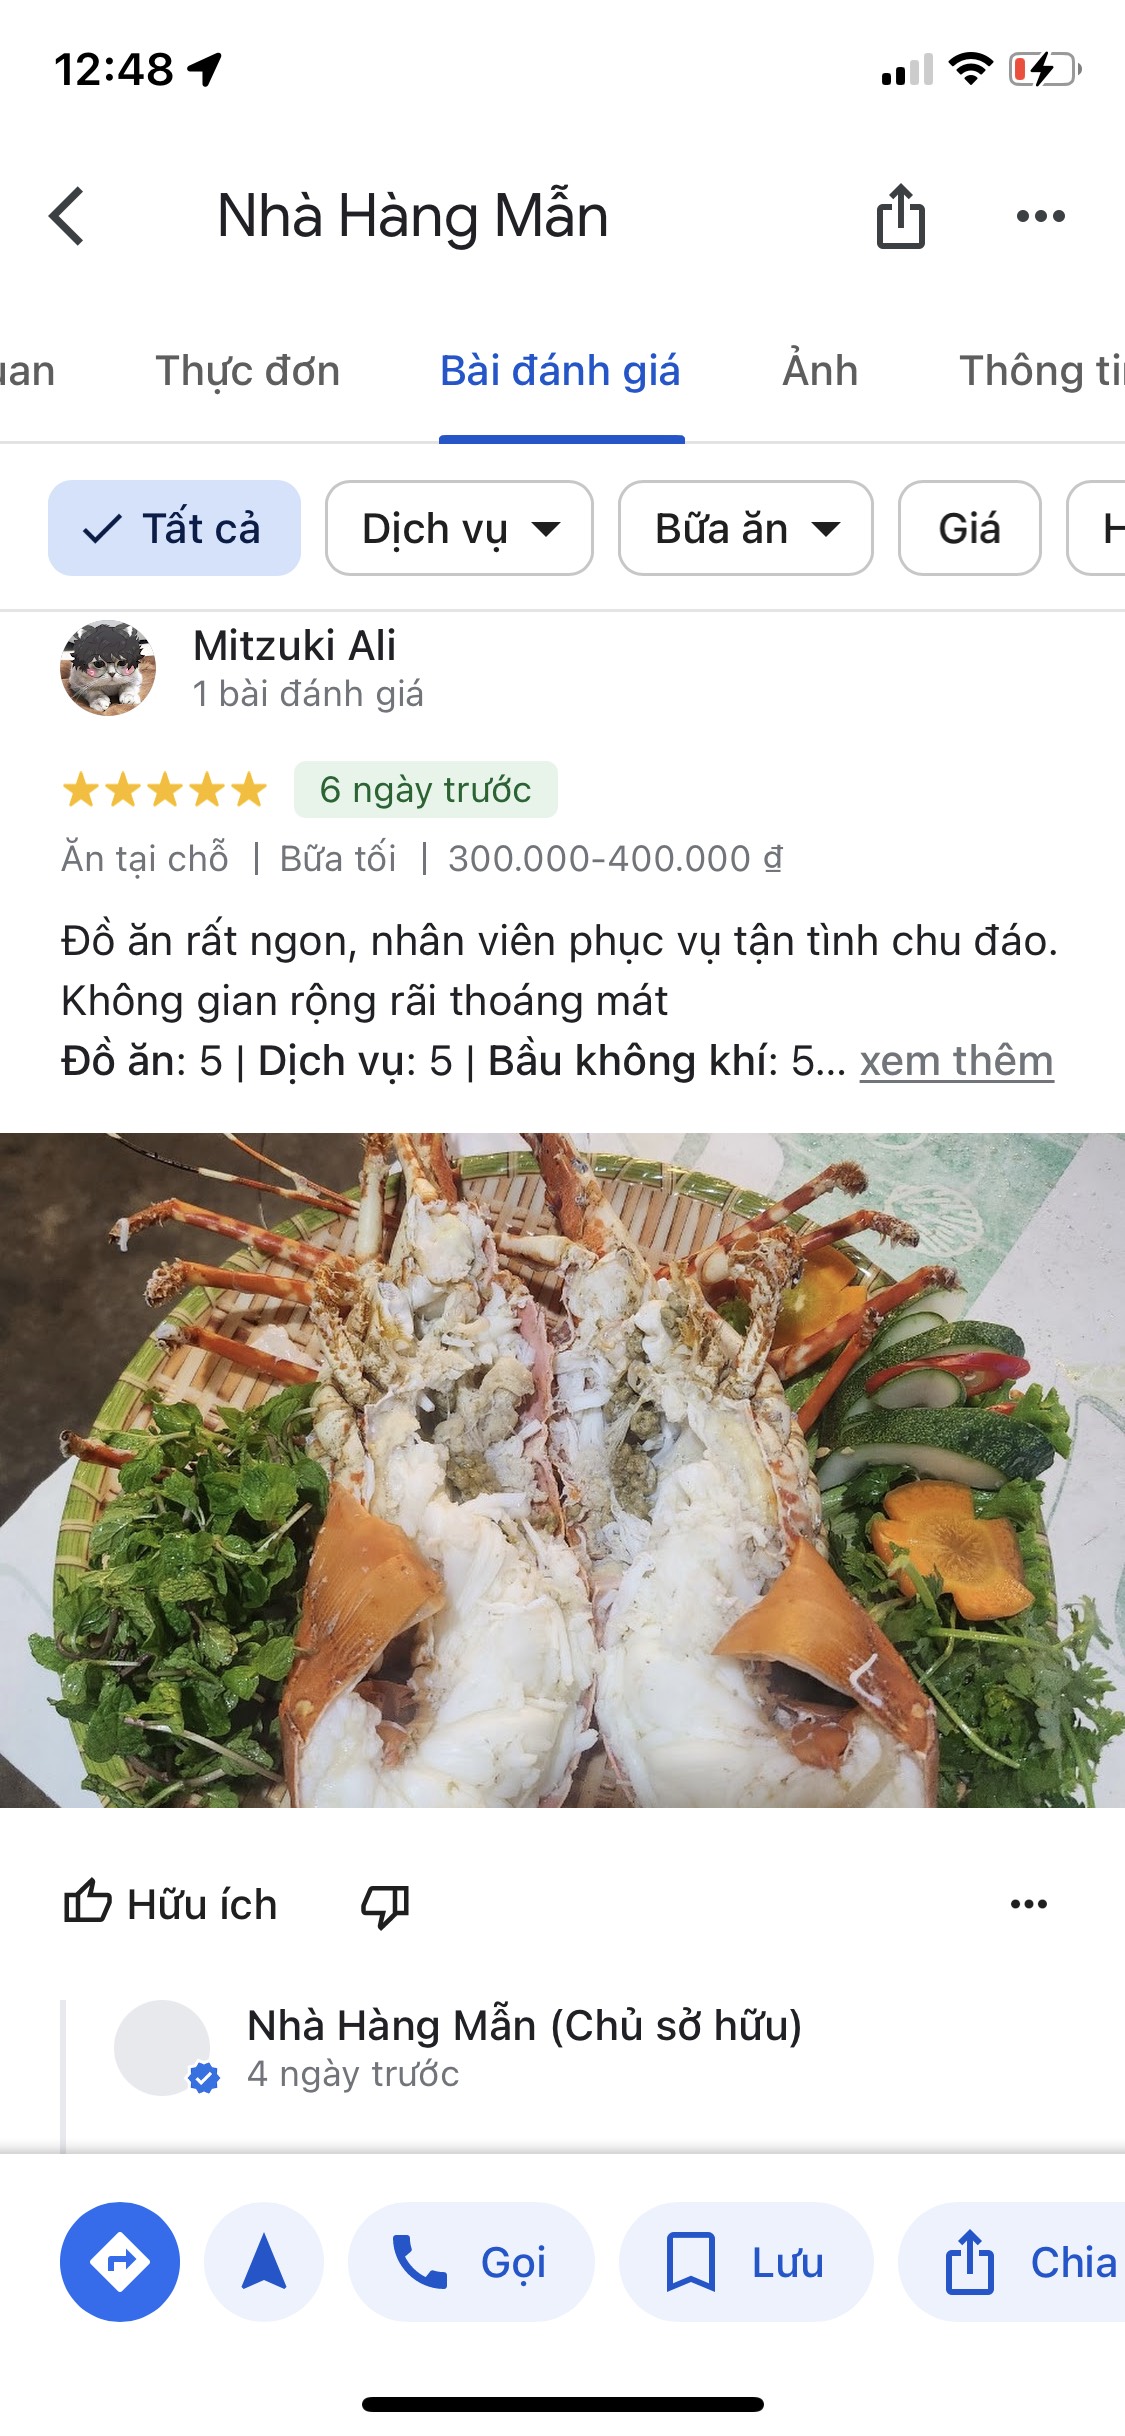 12:48
Nhà Hàng Mẫn
uan Thực đơn Bài đánh giá Ảnh Thông tin
Tất cả Dịch vụ Bữa ăn Giá H
Mitzuki Ali
1 bài đánh giá
6 ngày trước
Ăn tại chỗ | Bữa tối | 300.000-400.000 ₫
Đồ ăn rất ngon, nhân viên phục vụ tận tình chu đáo.
Không gian rộng rãi thoáng mát
Đồ ăn: 5 | Dịch vụ: 5 | Bầu không khí: 5... xem thêm
Hữu ích
Nhà Hàng Mẫn (Chủ sở hữu)
4 ngày trước
Gọi Lưu Chia